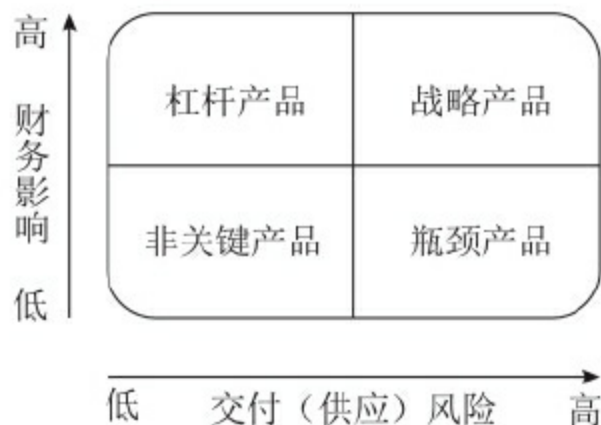 高
财务影响
低
杠杆产品
战略产品
非关键产品
瓶颈产品
低
交付（供应）风险
高